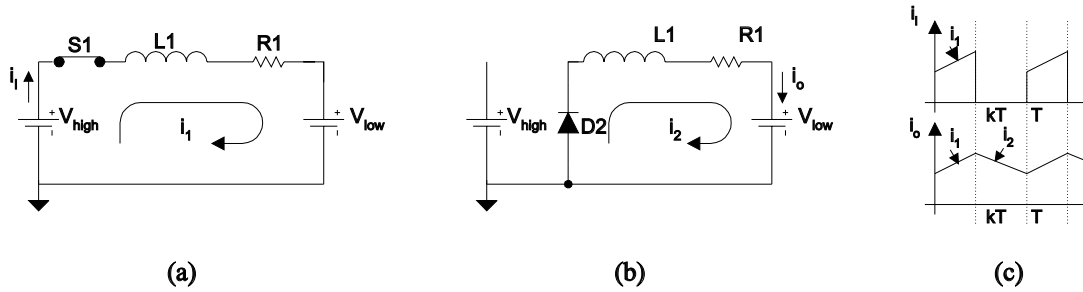 S1
L1
R1
i_I
V_high
+
i_1
V_low
+
(a)
L1
R1
i_o
V_high
+
D2
i_2
V_low
+
(b)
i_I
i_1
kT T
i_o
i_1
i_2
kT T
(c)